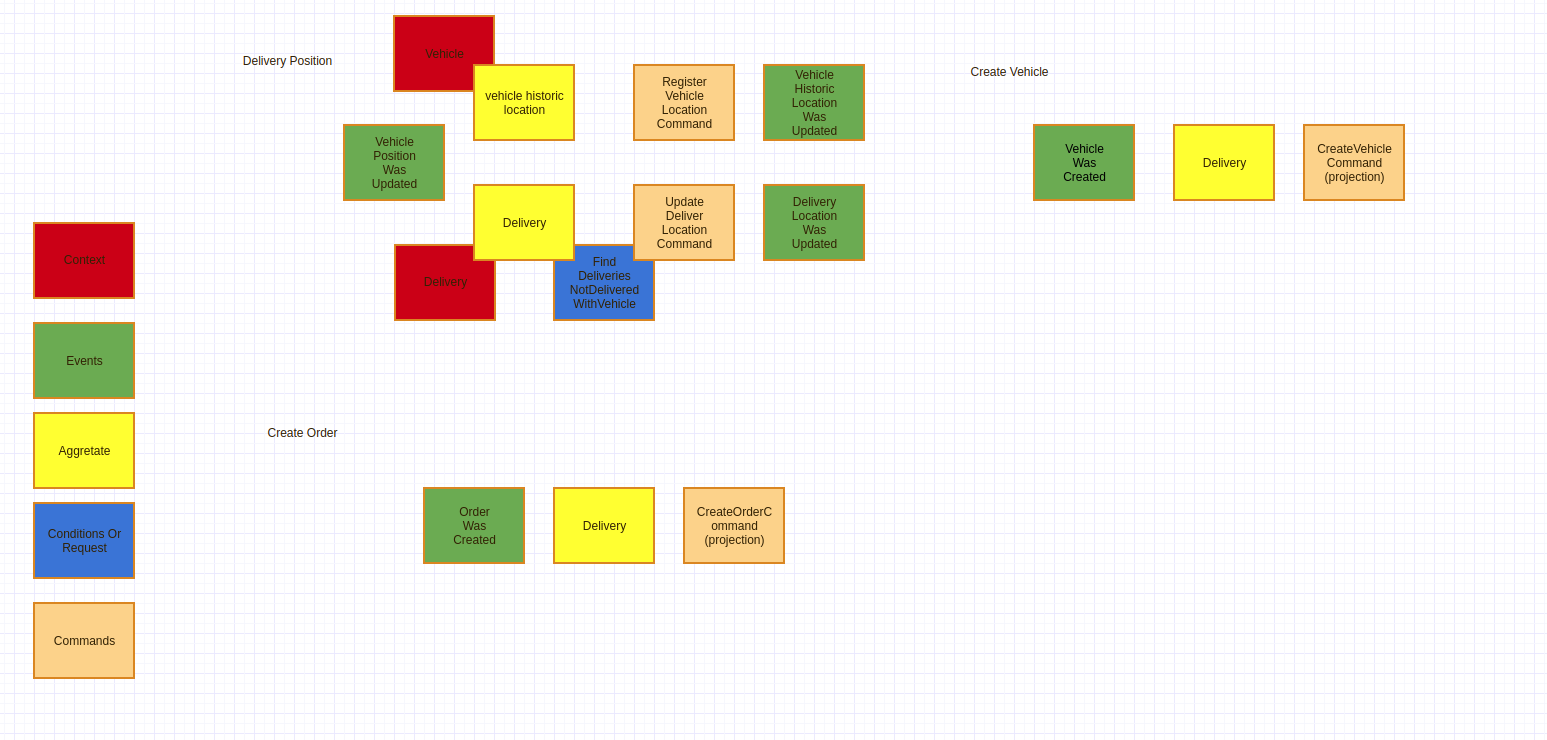 Delivery Position
Vehicle
vehicle historic
location
Register
Vehicle
Location
Command
Vehicle
Historic
Location
Was
Updated
Vehicle
Position
Was
Updated
Delivery
Update
Deliver
Location
Command
Delivery
Location
Was
Updated
Delivery
Find
Deliveries
NotDelivered
WithVehicle
Create Vehicle
Vehicle
Was
Created
Delivery
CreateVehicle
Command
(projection)
Context
Events
Aggretate
Conditions Or
Request
Commands
Create Order
Order
Was
Created
Delivery
CreateOrderC
ommand
(projection)